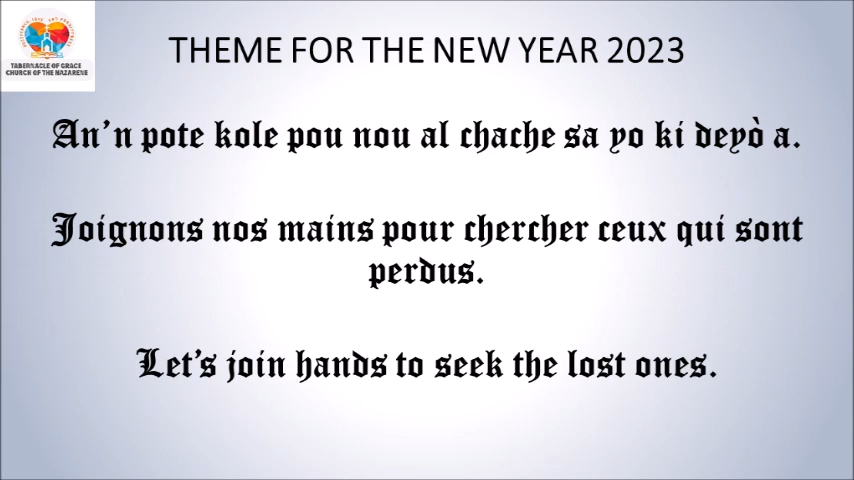 TABERNACLE OF GRACE
CHURCH OF THE NAZARENE
THEME FOR THE NEW YEAR 2023
An'n pote kole pou nou al chache sa yo ki deyò a.
Joignons nos mains pour chercher ceux qui sont
perdus.
Let's join hands to seek the lost ones.